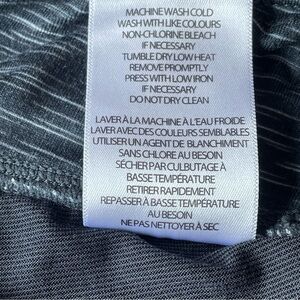 MACHINE WASH COLD
WASH WITH LIKE COLOURS
NON-CHLORINE BLEACH
IF NECESSARY
TUMBLE DRY LOW HEAT
REMOVE PROMPTLY
PRESS WITH LOW IRON
IF NECESSARY
DO NOT DRY CLEAN
LAVER À LA MACHINE À L'EAU FROIDE
LAVER AVEC DES COULEURS SEMBLABLES
UTILISER UN AGENT DE BLANCHIMENT
SANS CHLORE AU BESOIN
SÉCHER PAR CULBUTAGE À
BASSE TEMPÉRATURE
RETIRER RAPIDEMENT
REPASSER À BASSE TEMPÉRATURE
AU BESOIN
NE PAS NETTOYER À SEC